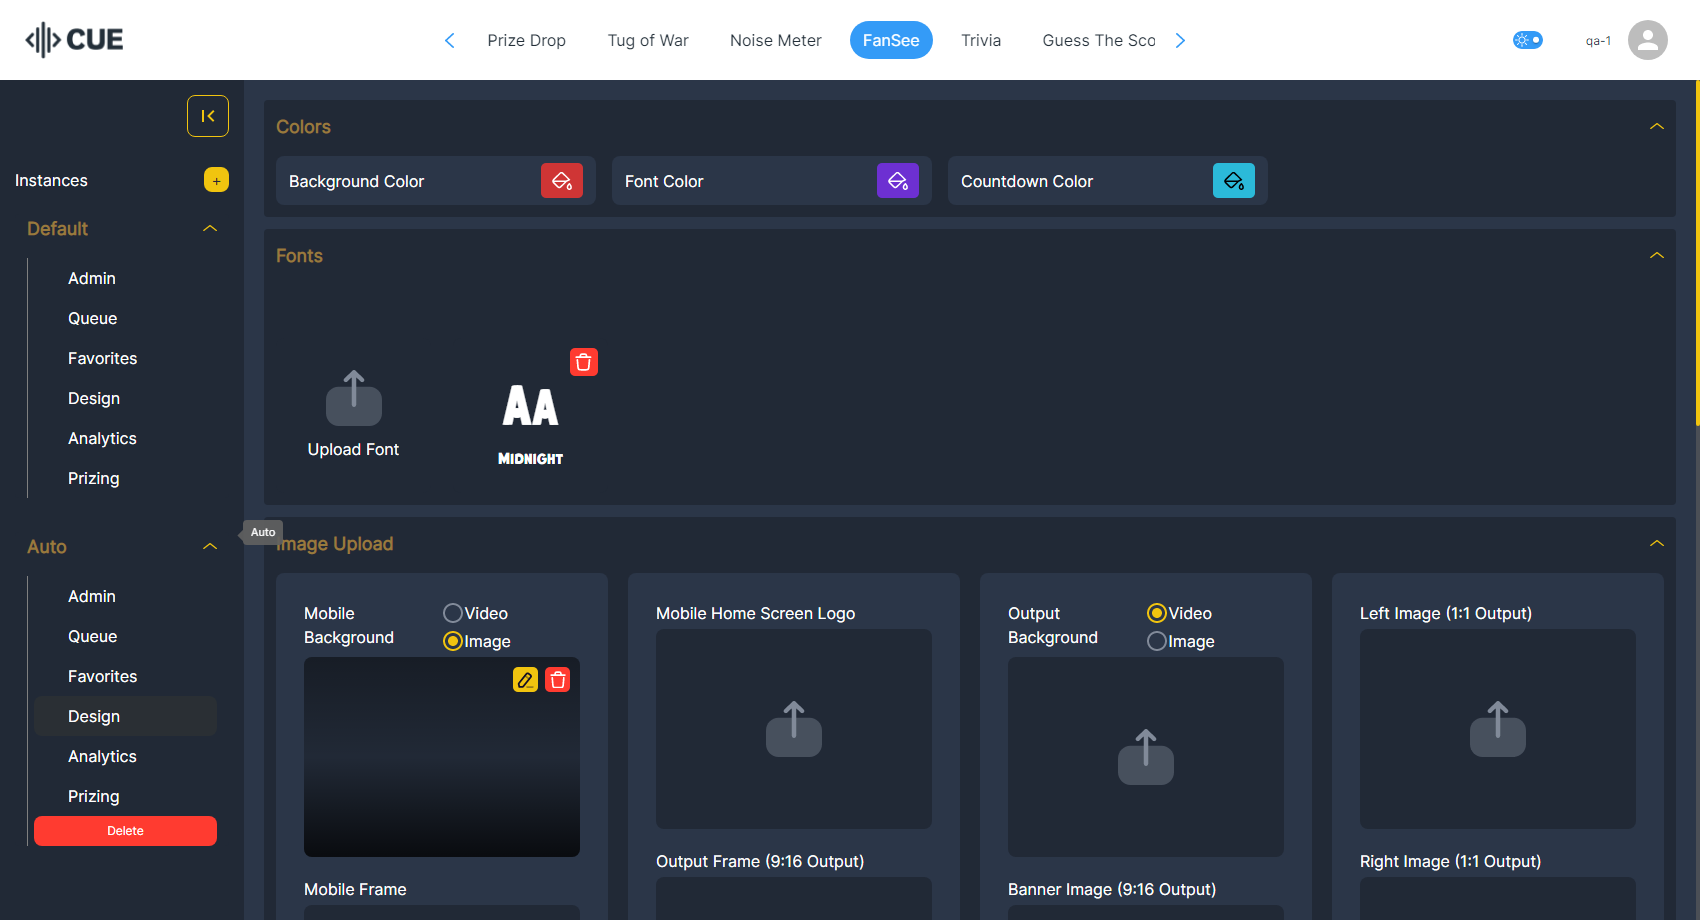 CUE
Prize Drop
Tug of War
Noise Meter
FanSee
Trivia
Guess The Sco
qa-1
Instances
+
Default
Admin
Queue
Favorites
Design
Analytics
Prizing
Auto
Admin
Queue
Favorites
Design
Analytics
Prizing
Delete
Auto
Colors
Background Color
Font Color
Countdown Color
Fonts
Upload Font
AA
MIDNIGHT
Image Upload
Mobile
Background
Video
Image
Mobile Frame
Mobile Home Screen Logo
Output Frame (9:16 Output)
Output
Background
Video
Image
Banner Image (9:16 Output)
Left Image (1:1 Output)
Right Image (1:1 Output)